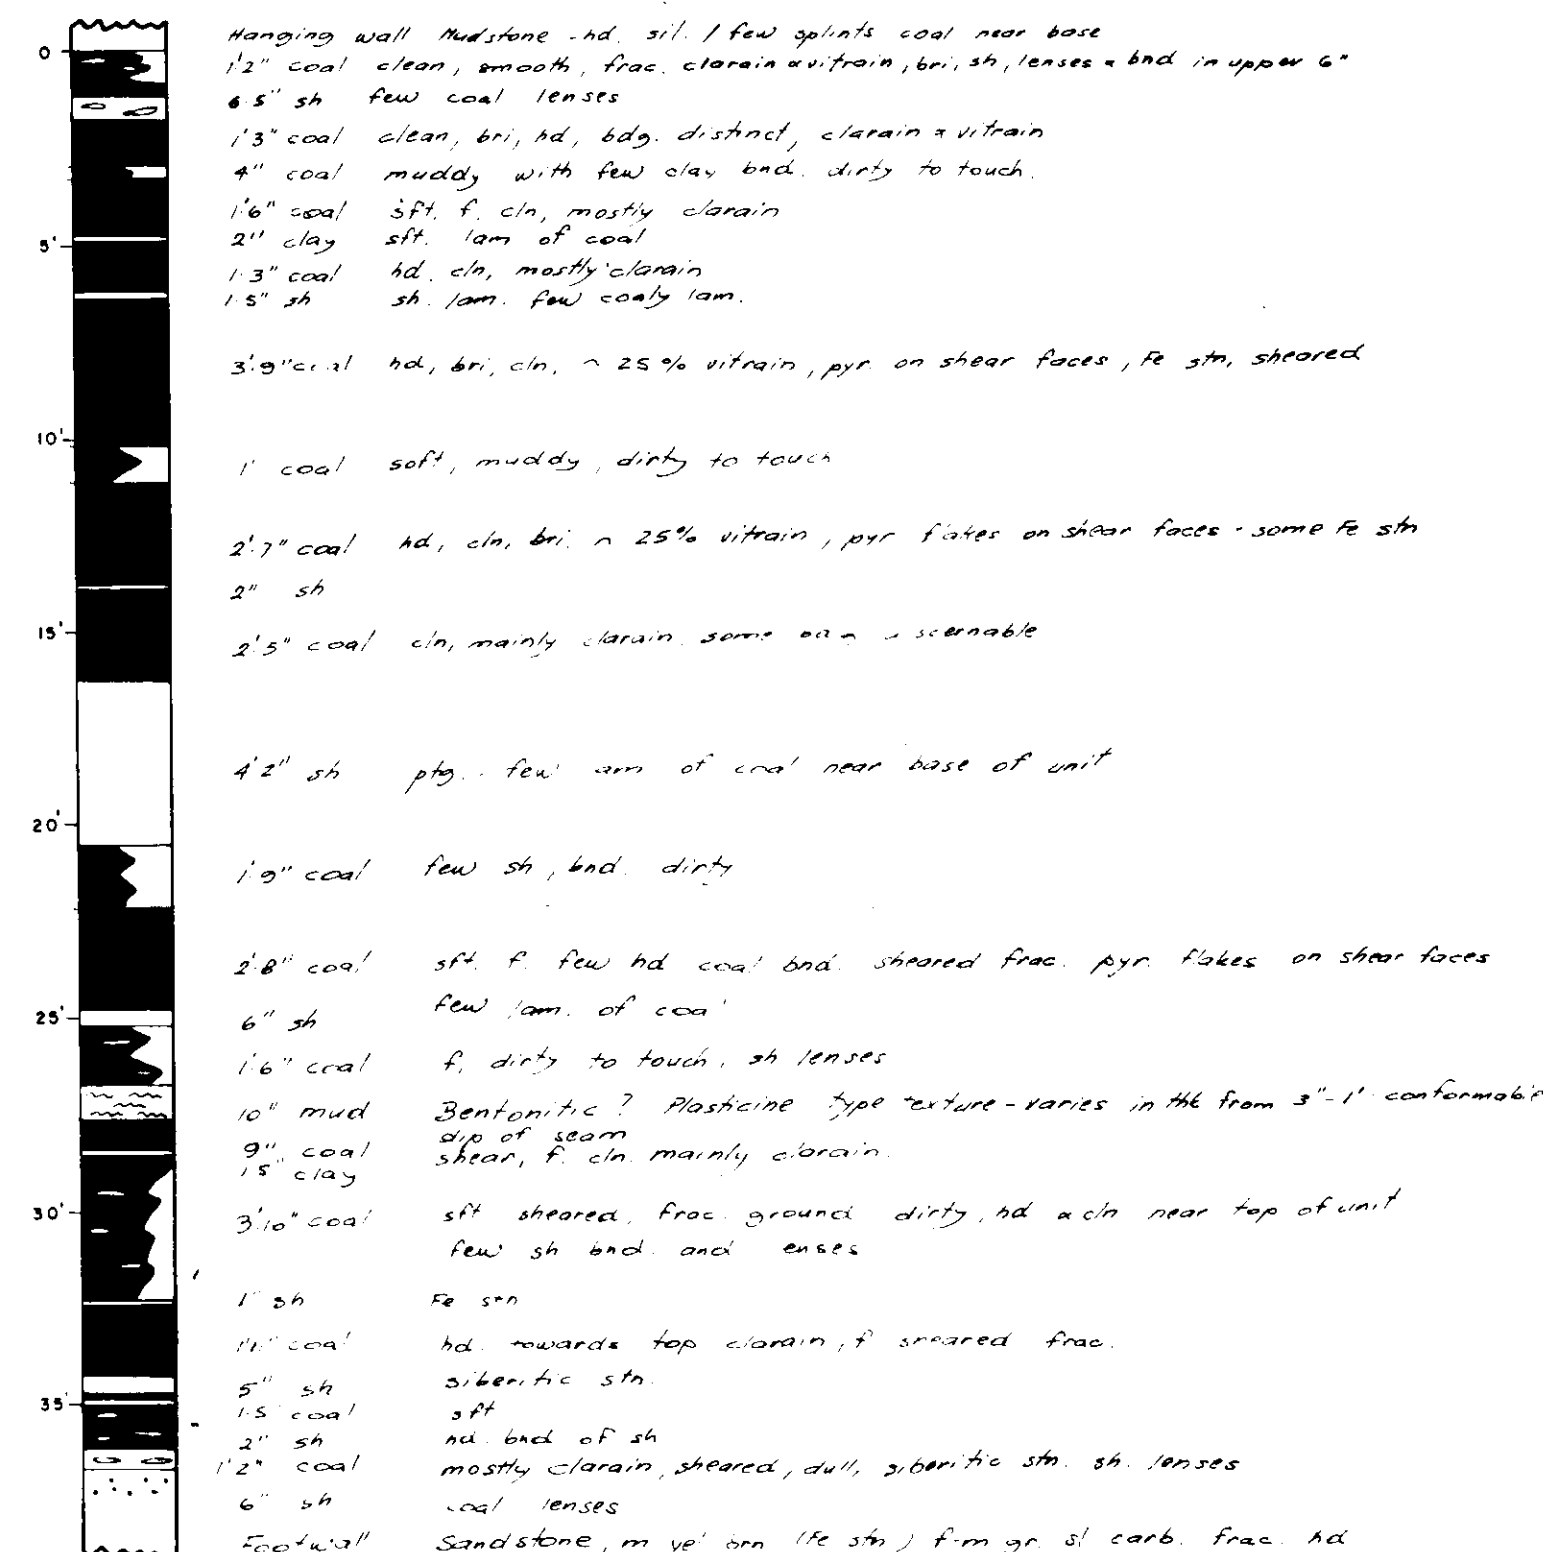 Hanging wall Mudstone - hd. sil. / few splints coal near base
0
1'2" coal clean, smooth, frac. clarain & vitrain, bri, sh, lenses & bnd in upper 6"
6.5" sh few coal lenses
1'3" coal clean, bri, hd, bdg. distinct, clarain & vitrain
4" coal muddy with few clay bnd. dirty to touch.
1'6" coal sft. f. cln, mostly clarain
2" clay sft. lam of coal
5'
1'3" coal hd. cln, mostly clarain
1.5" sh sh. lam. few coaly lam.
3'9" coal hd, bri, cln, ~ 25% vitrain, pyr. on shear faces, Fe stn, sheared
10'
1' coal soft, muddy, dirty to touch
2'7" coal hd, cln, bri. ~ 25% vitrain, pyr flakes on shear faces - some Fe stn
2" sh
15'
2'5" coal cln, mainly clarain some
4'2" sh ptg. few of coal near base of unit
20'
1'9" coal few sh, bnd. dirty
2'8" coal sft. f. few hd coal bnd. sheared frac. pyr. flakes on shear faces
25'
6" sh few lam. of coal
1'6" coal f. dirty to touch, sh lenses
10" mud Bentonitic? Plasticine type texture - varies in thk from 3"-1' conformable
dip of seam
9" coal shear, f. cln. mainly clarain.
1.5" clay
30'
3'10" coal sft sheared, frac. ground dirty, hd & cln near top of unit
few sh bnd. and lenses
1" sh Fe stn
coal hd. towards top clarain, f sheared frac.
5" sh siberitic stn.
35'
1.5 coal sft
2" sh hd. bnd of sh
1'2" coal mostly clarain, sheared, dull, siberitic stn. sh. lenses
6" sh coal lenses
Footwall Sandstone, m yel brn (Fe stn) f-m gr. sl carb. frac. hd